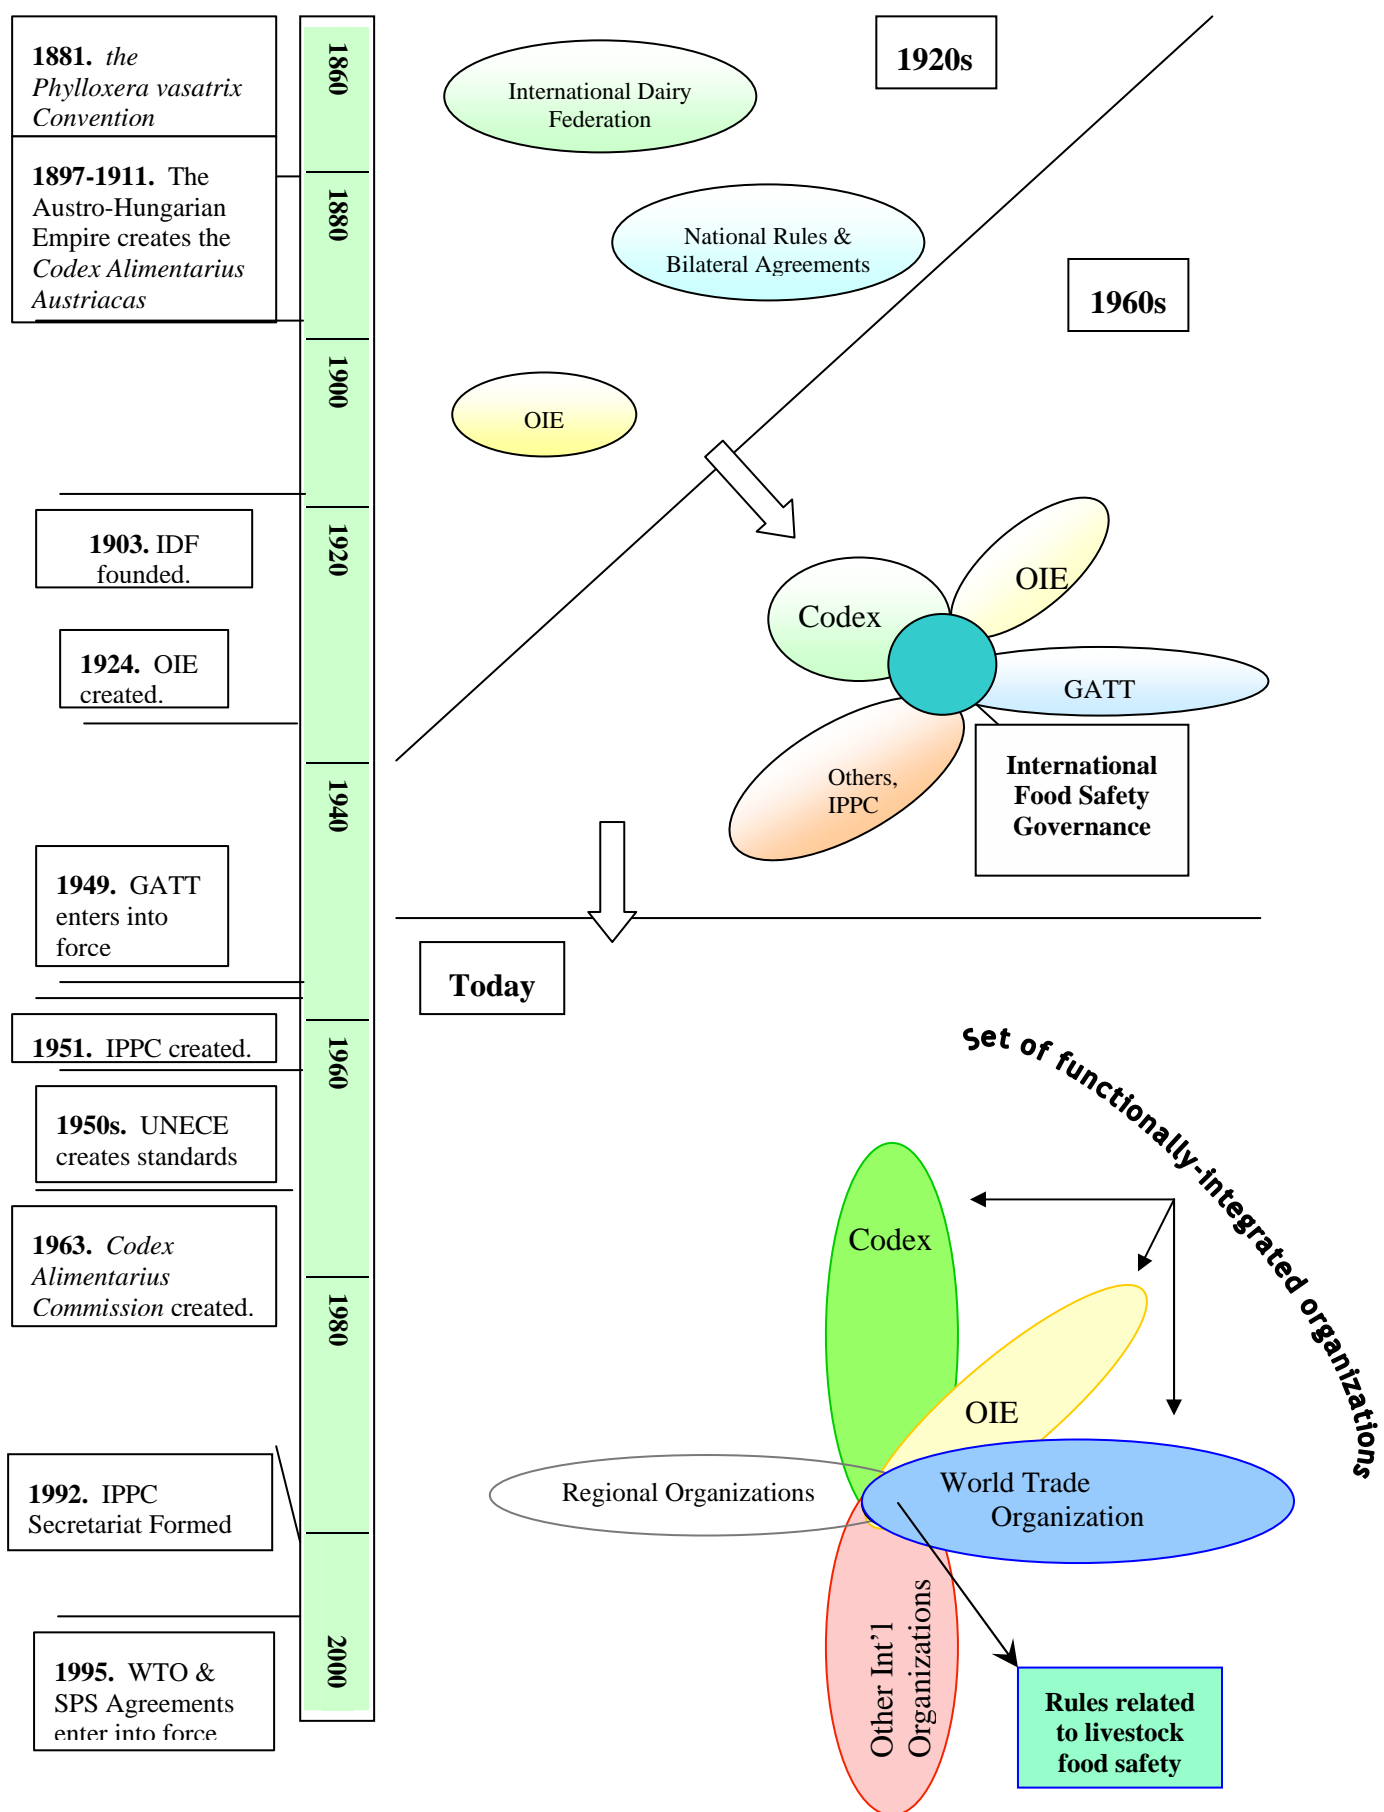 1881. the
Phylloxera vasatrix
Convention
1897-1911. The
Austro-Hungarian
Empire creates the
Codex Alimentarius
Austriacas
1903. IDF
founded.
1924. OIE
created.
1949. GATT
enters into
force
1951. IPPC created.
1950s. UNECE
creates standards
1963. Codex
Alimentarius
Commission created.
1992. IPPC
Secretariat Formed
1995. WTO &
SPS Agreements
enter into force
1860
1880
1900
1920
1940
1960
1980
2000
1920s
International Dairy
Federation
National Rules &
Bilateral Agreements
OIE
1960s
Codex
OIE
GATT
Others,
IPPC
International
Food Safety
Governance
Today
Set of functionally-integrated organizations
Codex
OIE
Regional Organizations
World Trade
Organization
Other Int'l
Organizations
Rules related
to livestock
food safety